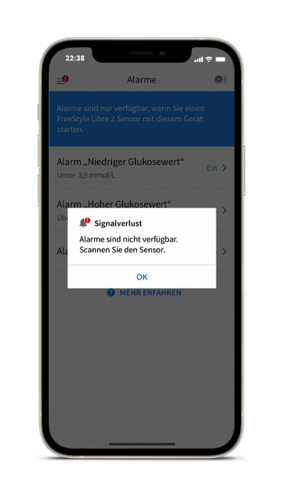 22:38
Alarme
Alarme sind nur verfügbar, wenn Sie einen
FreeStyle Libre 2 Sensor mit diesem Gerät
starten.
Alarm „Niedriger Glukosewert“
Ein
Unter 3,9 mmol/L
Alarm „Hoher Glukosewert“
Signalverlust
Alarme sind nicht verfügbar.
Scannen Sie den Sensor.
OK
MEHR ERFAHREN